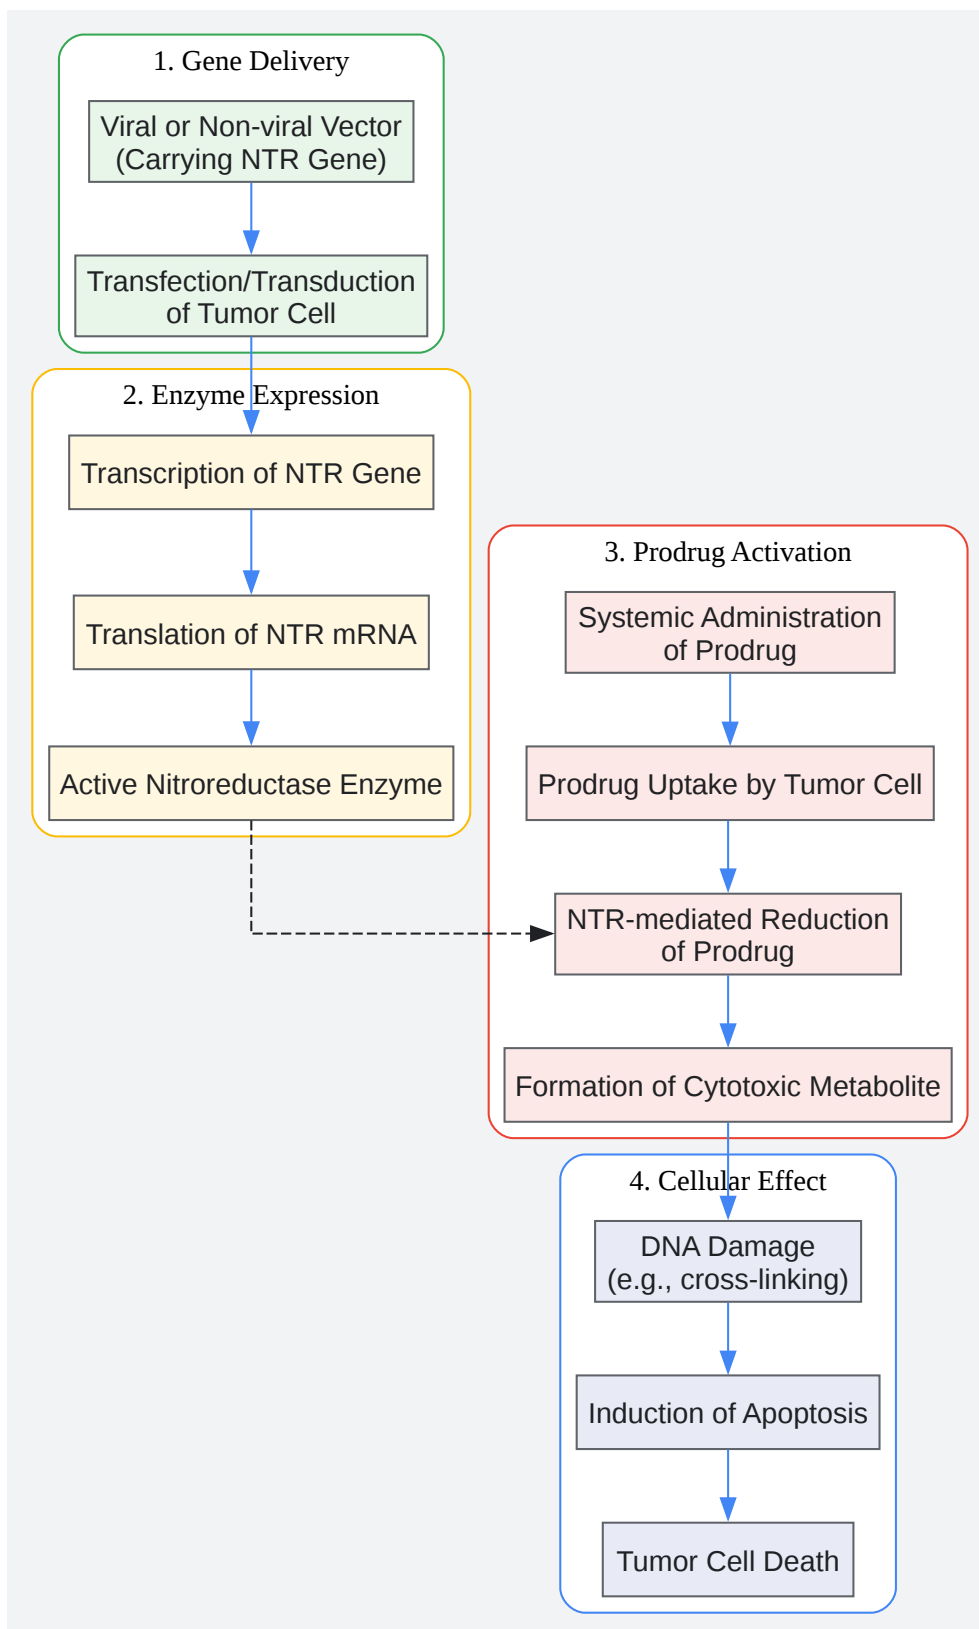 1. Gene Delivery
Viral or Non-viral Vector
(Carrying NTR Gene)
Transfection/Transduction
of Tumor Cell
2. Enzyme Expression
Transcription of NTR Gene
Translation of NTR mRNA
Active Nitroreductase Enzyme
3. Prodrug Activation
Systemic Administration
of Prodrug
Prodrug Uptake by Tumor Cell
NTR-mediated Reduction
of Prodrug
Formation of Cytotoxic Metabolite
4. Cellular Effect
DNA Damage
(e.g., cross-linking)
Induction of Apoptosis
Tumor Cell Death